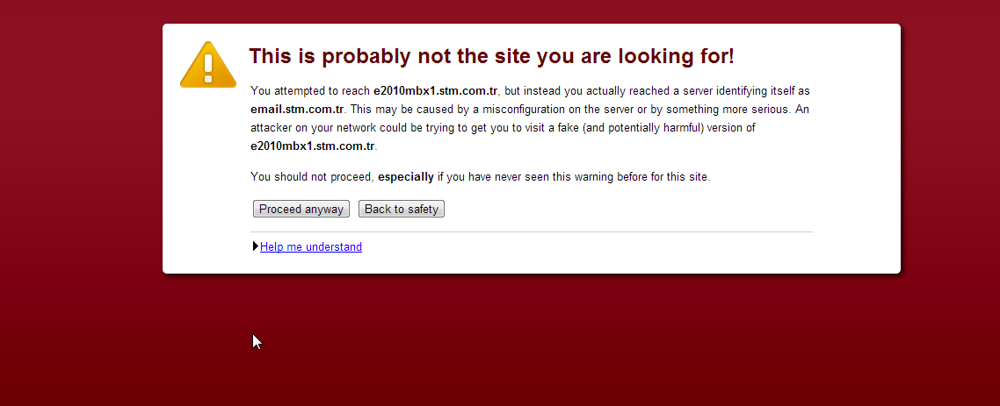 This is probably not the site you are looking for!
You attempted to reach e2010mbx1.stm.com.tr, but instead you actually reached a server identifying itself as
email.stm.com.tr. This may be caused by a misconfiguration on the server or by something more serious. An
attacker on your network could be trying to get you to visit a fake (and potentially harmful) version of
e2010mbx1.stm.com.tr.
You should not proceed, especially if you have never seen this warning before for this site.
Proceed anyway Back to safety
Help me understand